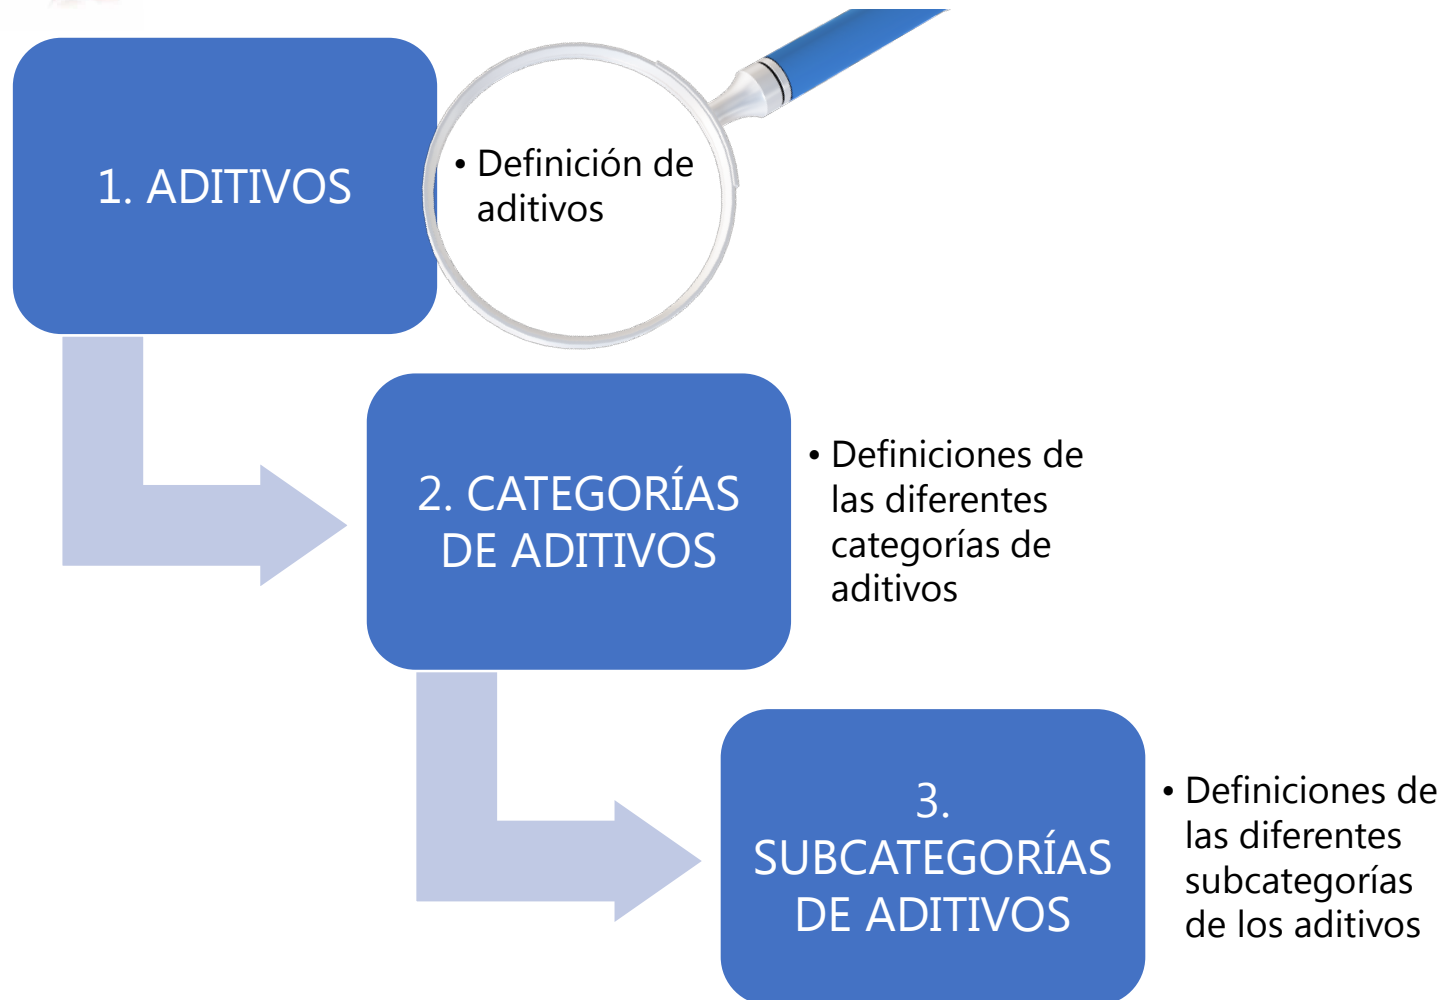 1. ADITIVOS
• Definición de
aditivos
2. CATEGORÍAS
DE ADITIVOS
• Definiciones de
las diferentes
categorías de
aditivos
3.
SUBCATEGORÍAS
DE ADITIVOS
• Definiciones de
las diferentes
subcategorías
de los aditivos